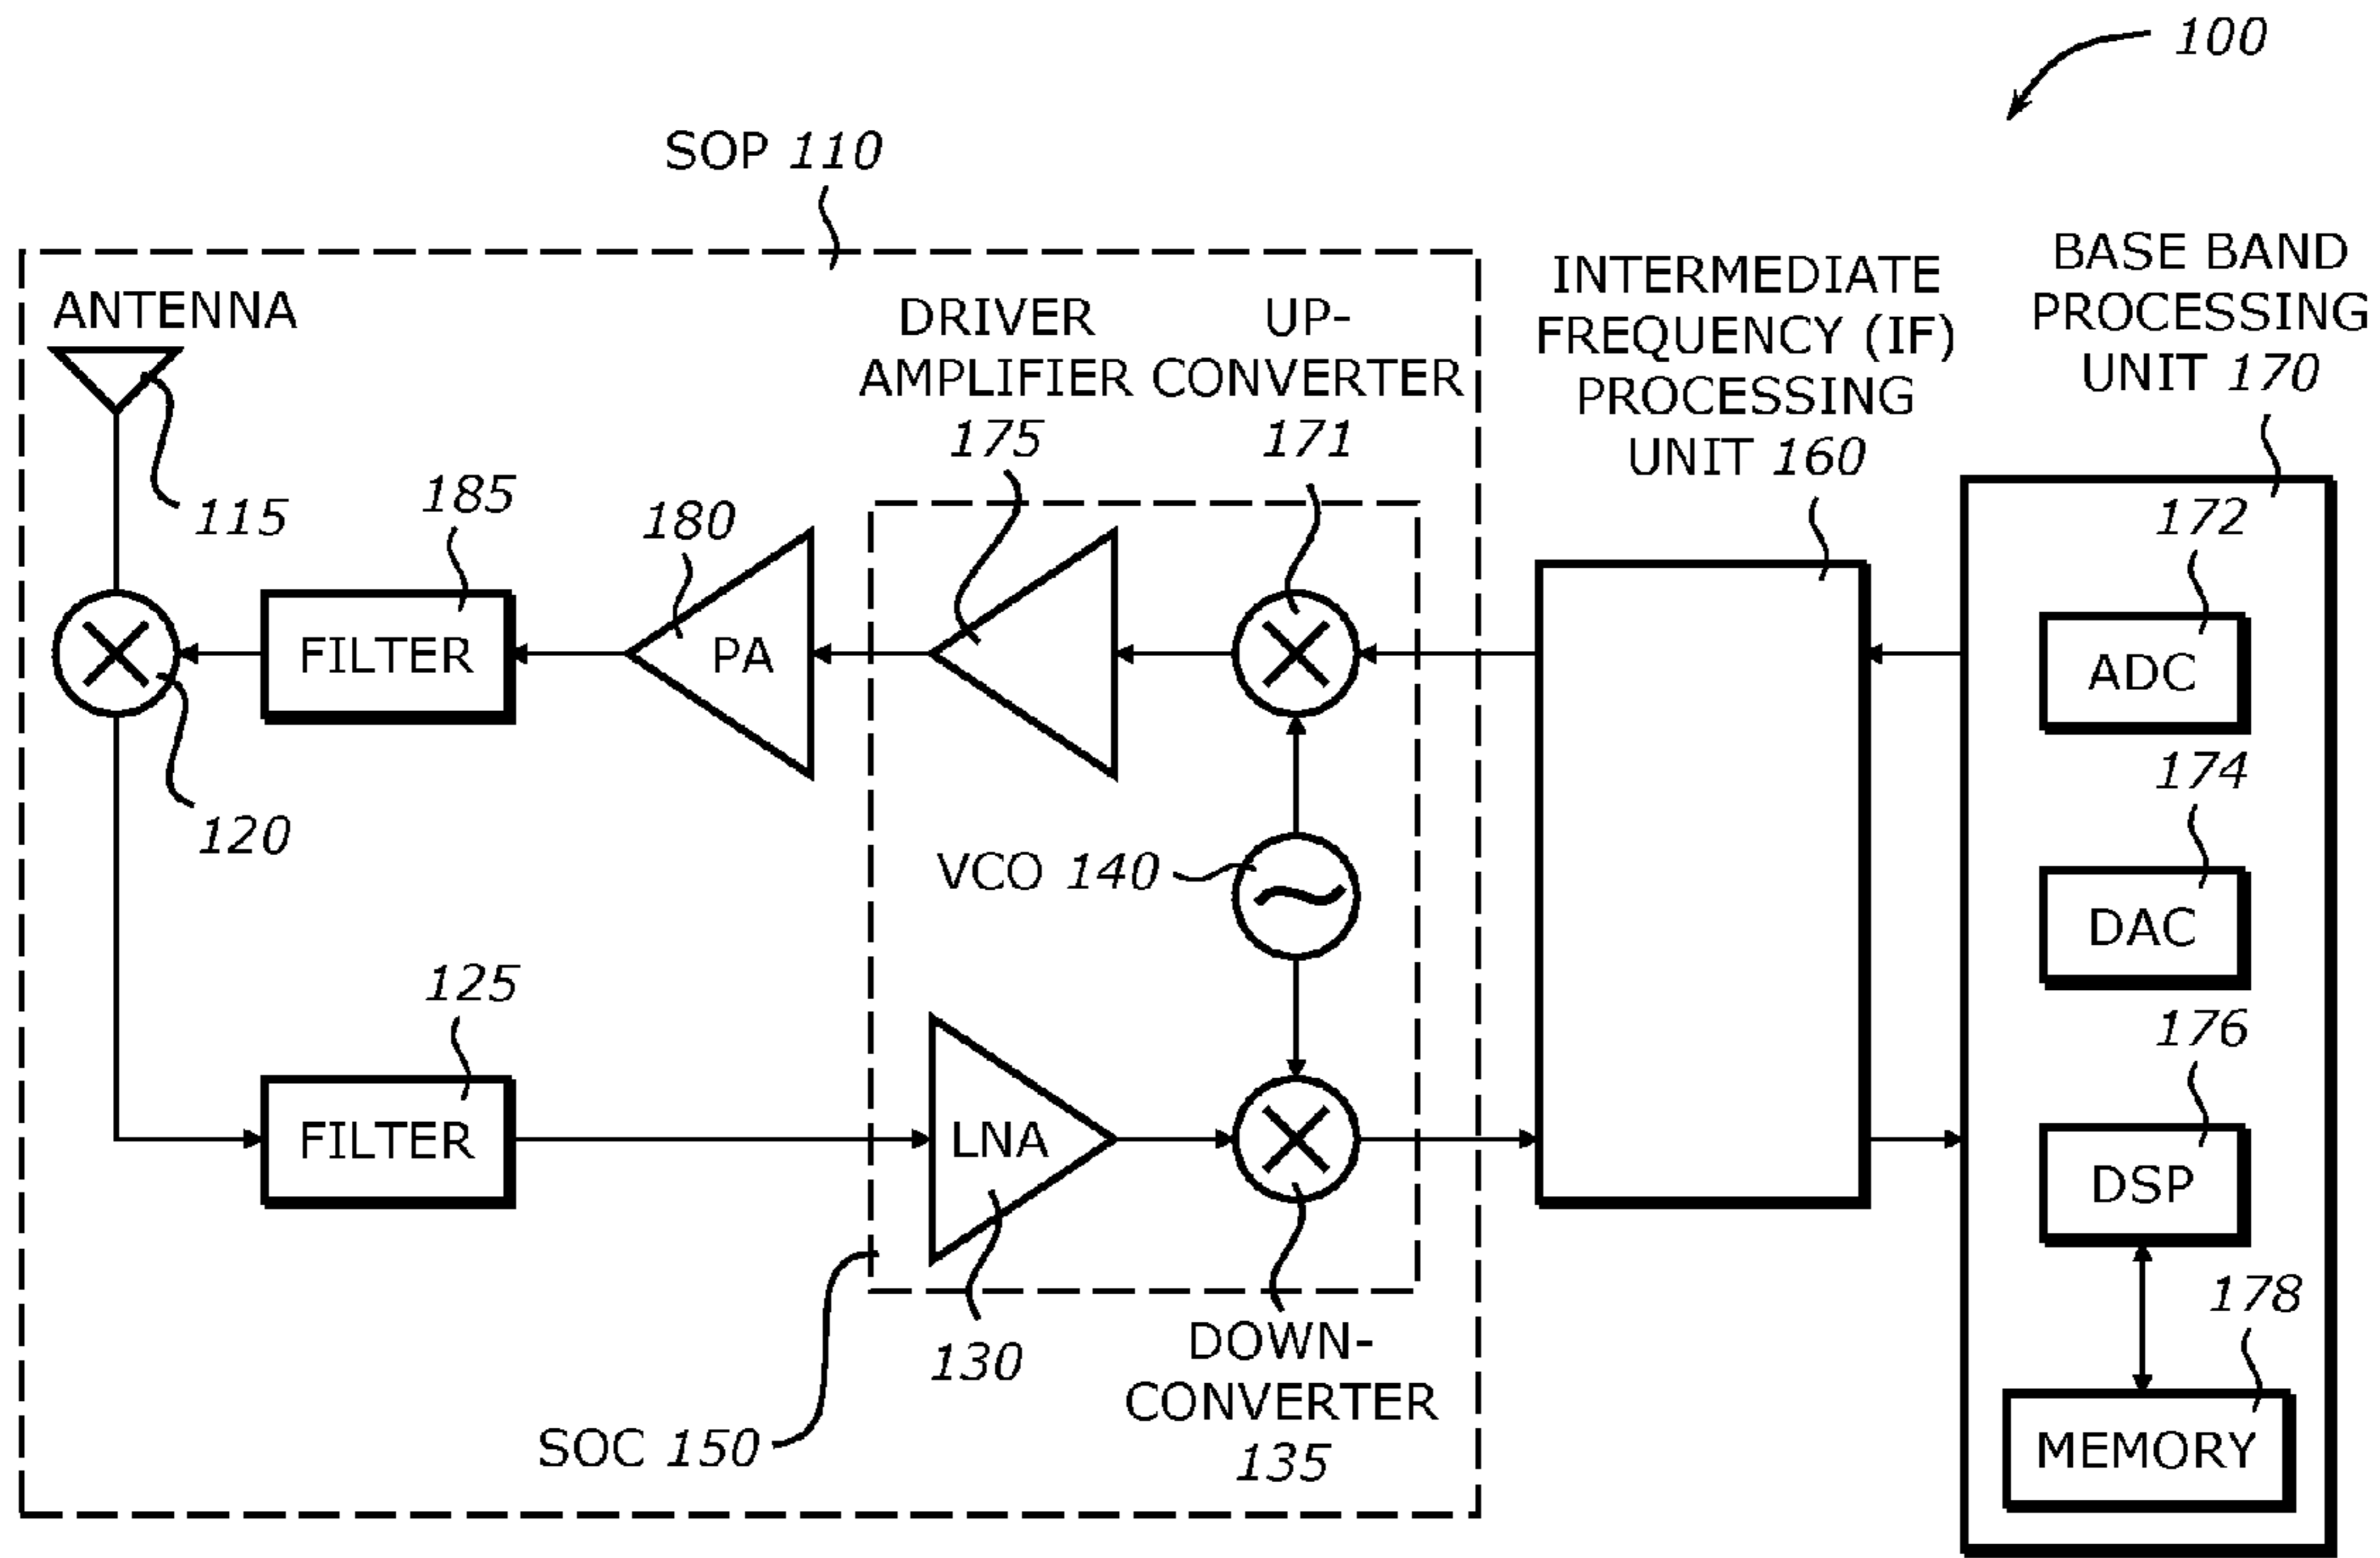 100
SOP 110
ANTENNA
115
DRIVER
AMPLIFIER
175
UP-
CONVERTER
171
INTERMEDIATE
FREQUENCY (IF)
PROCESSING
UNIT 160
BASE BAND
PROCESSING
UNIT 170
185
FILTER
180
PA
120
VCO 140
172
ADC
174
DAC
125
FILTER
LNA
130
DOWN-
CONVERTER
135
SOC 150
176
DSP
178
MEMORY